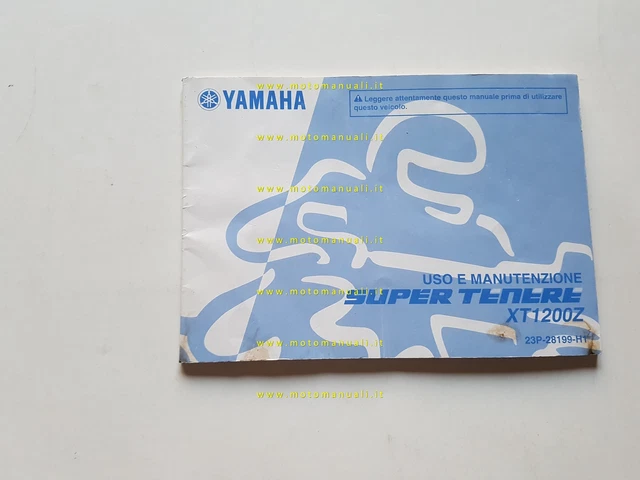 www.motomanuali.it
YAMAHA
⚠ Leggere attentamente questo manuale prima di utilizzare
questo veicolo.
www.motomanuali.it
www.motomanuali.it
www.motomanuali.it
USO E MANUTENZIONE
www.motomanuali.it
SUPER TENERE
XT1200Z
www.motomanuali.it
23P-28199-H1
www.motomanuali.it